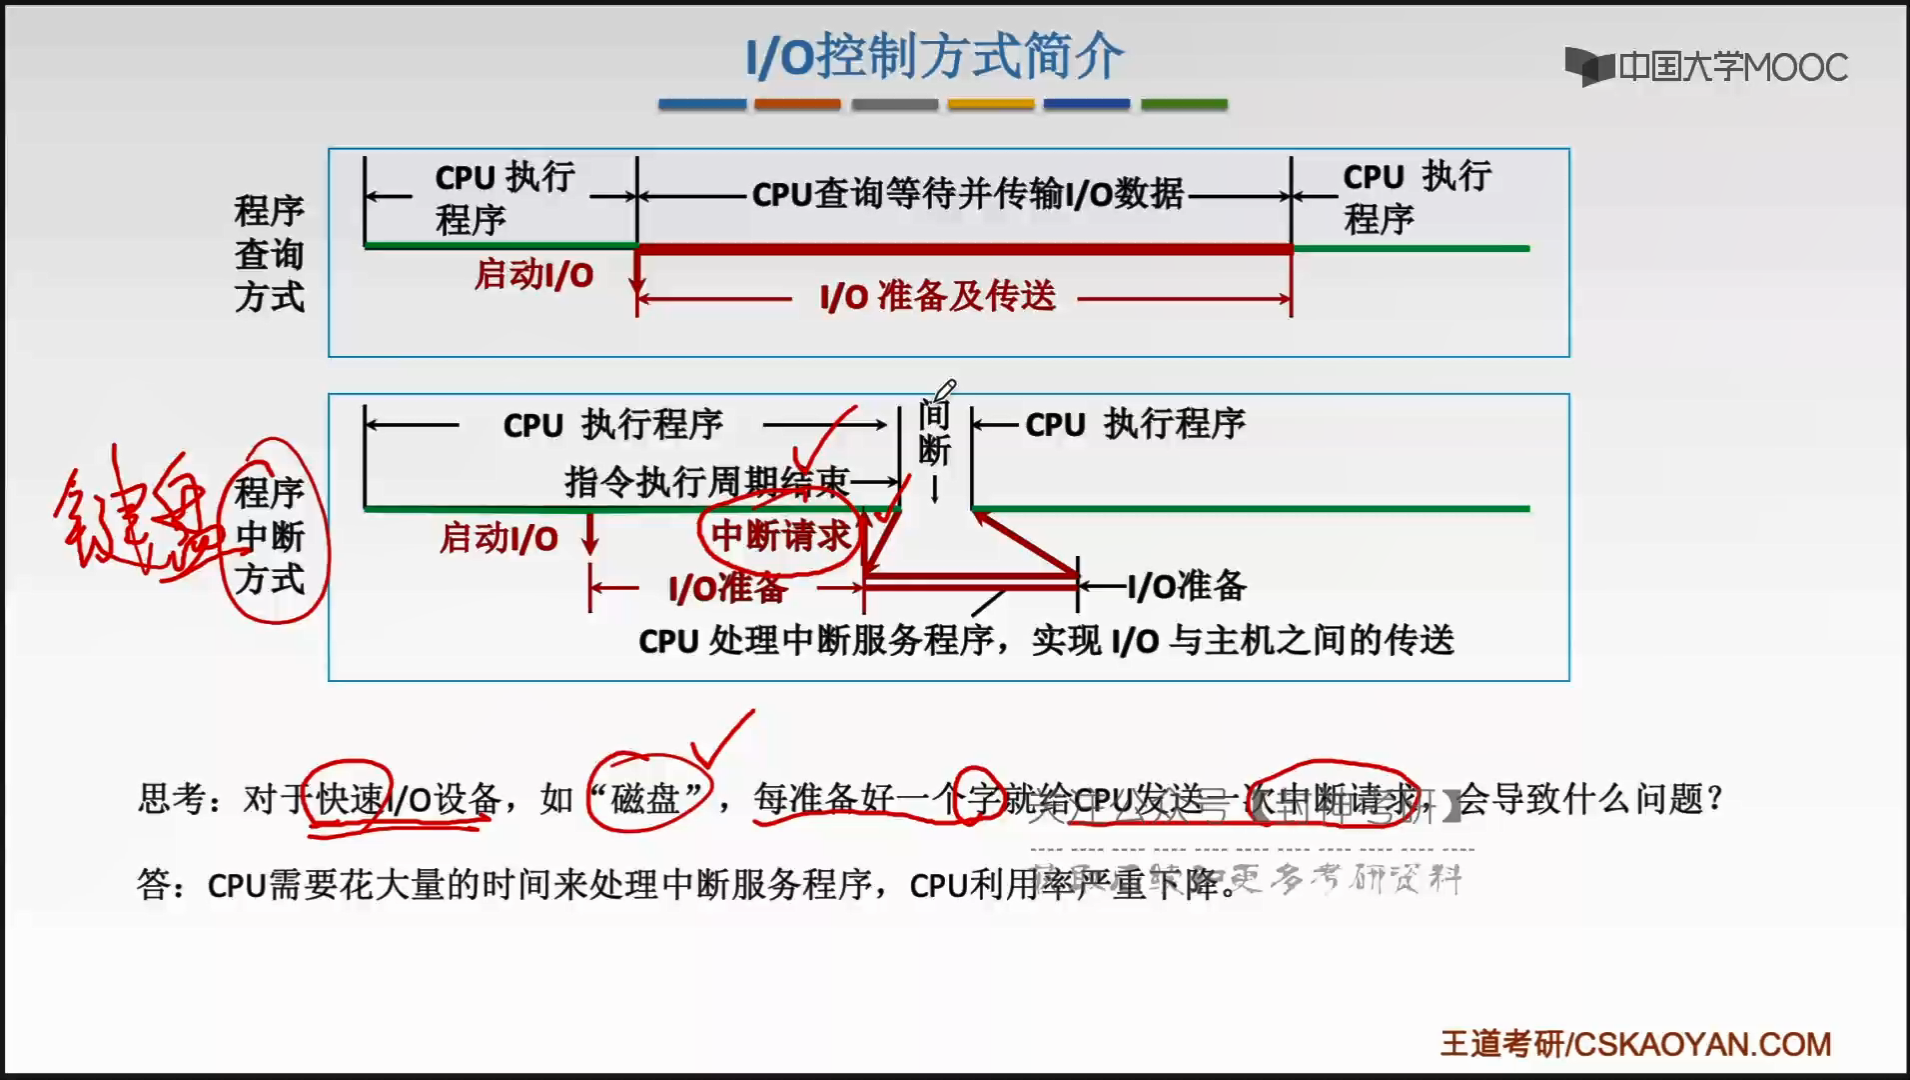 I/O控制方式简介
中国大学MOOC
程序
查询
方式
CPU 执行
程序
CPU查询等待并传输I/O数据
CPU 执行
程序
启动I/O
I/O 准备及传送
键盘
程序
中断
方式
CPU 执行程序
间
断
CPU 执行程序
指令执行周期结束
启动I/O
中断请求
I/O准备
I/O准备
CPU 处理中断服务程序，实现 I/O 与主机之间的传送
思考：对于快速I/O设备，如“磁盘”，每准备好一个字就给CPU发送一次中断请求，会导致什么问题？
关注公众号【封神考研】
答：CPU需要花大量的时间来处理中断服务程序，CPU利用率严重下降。
获取后续和更多考研资料
王道考研/CSKAOYAN.COM